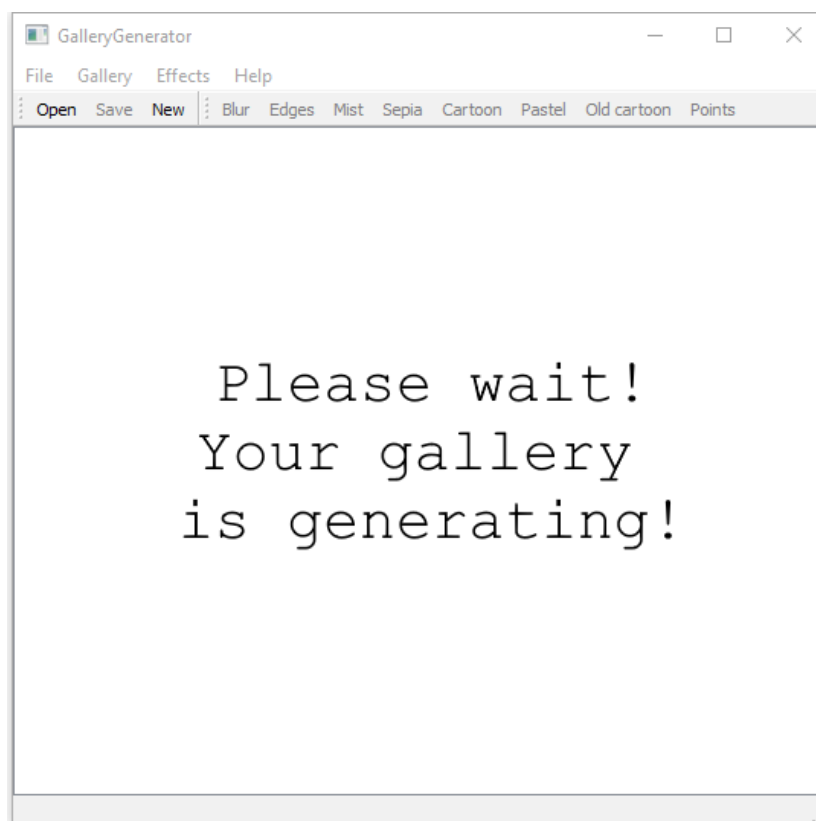 GalleryGenerator
File Gallery Effects Help
Open Save New Blur Edges Mist Sepia Cartoon Pastel Old cartoon Points
Please wait!
Your gallery
is generating!